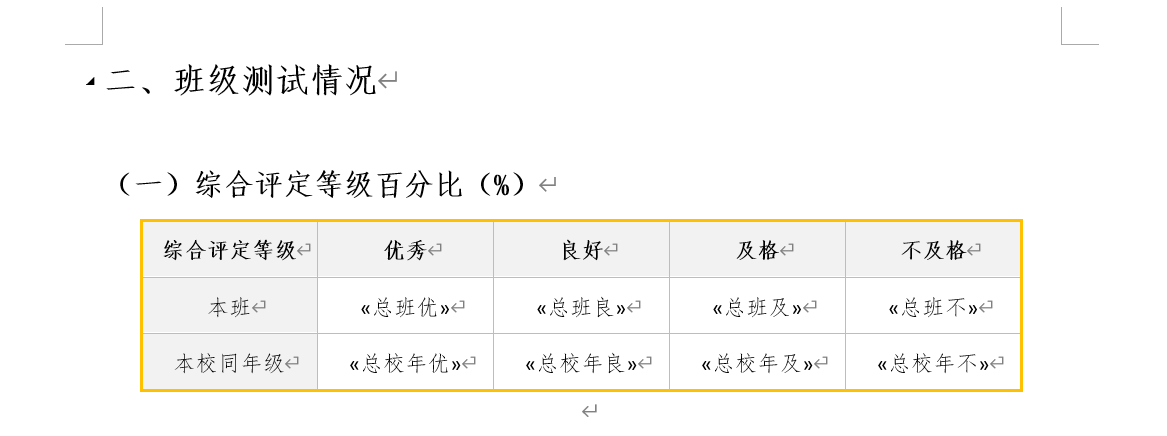 二、班级测试情况
（一）综合评定等级百分比（%）
综合评定等级 优秀 良好 及格 不及格
本班 «总班优» «总班良» «总班及» «总班不»
本校同年级 «总校年优» «总校年良» «总校年及» «总校年不»